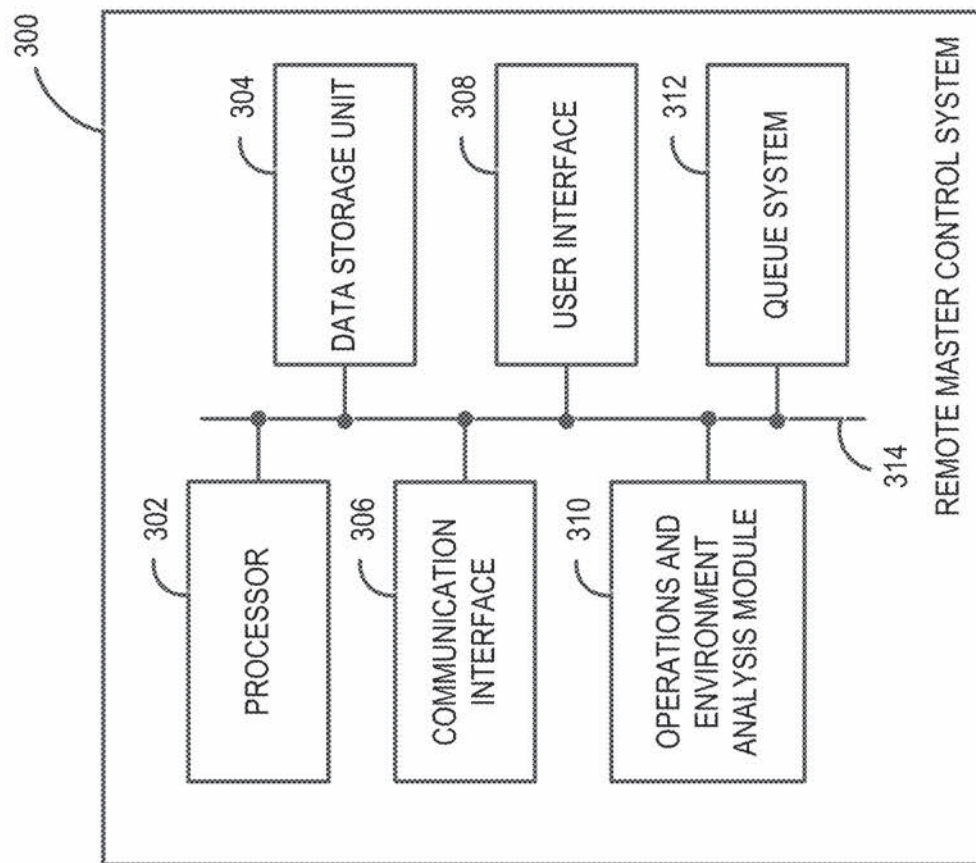 300
302
PROCESSOR
304
DATA STORAGE UNIT
306
COMMUNICATION
INTERFACE
308
USER INTERFACE
310
OPERATIONS AND
ENVIRONMENT
ANALYSIS MODULE
312
QUEUE SYSTEM
314
REMOTE MASTER CONTROL SYSTEM